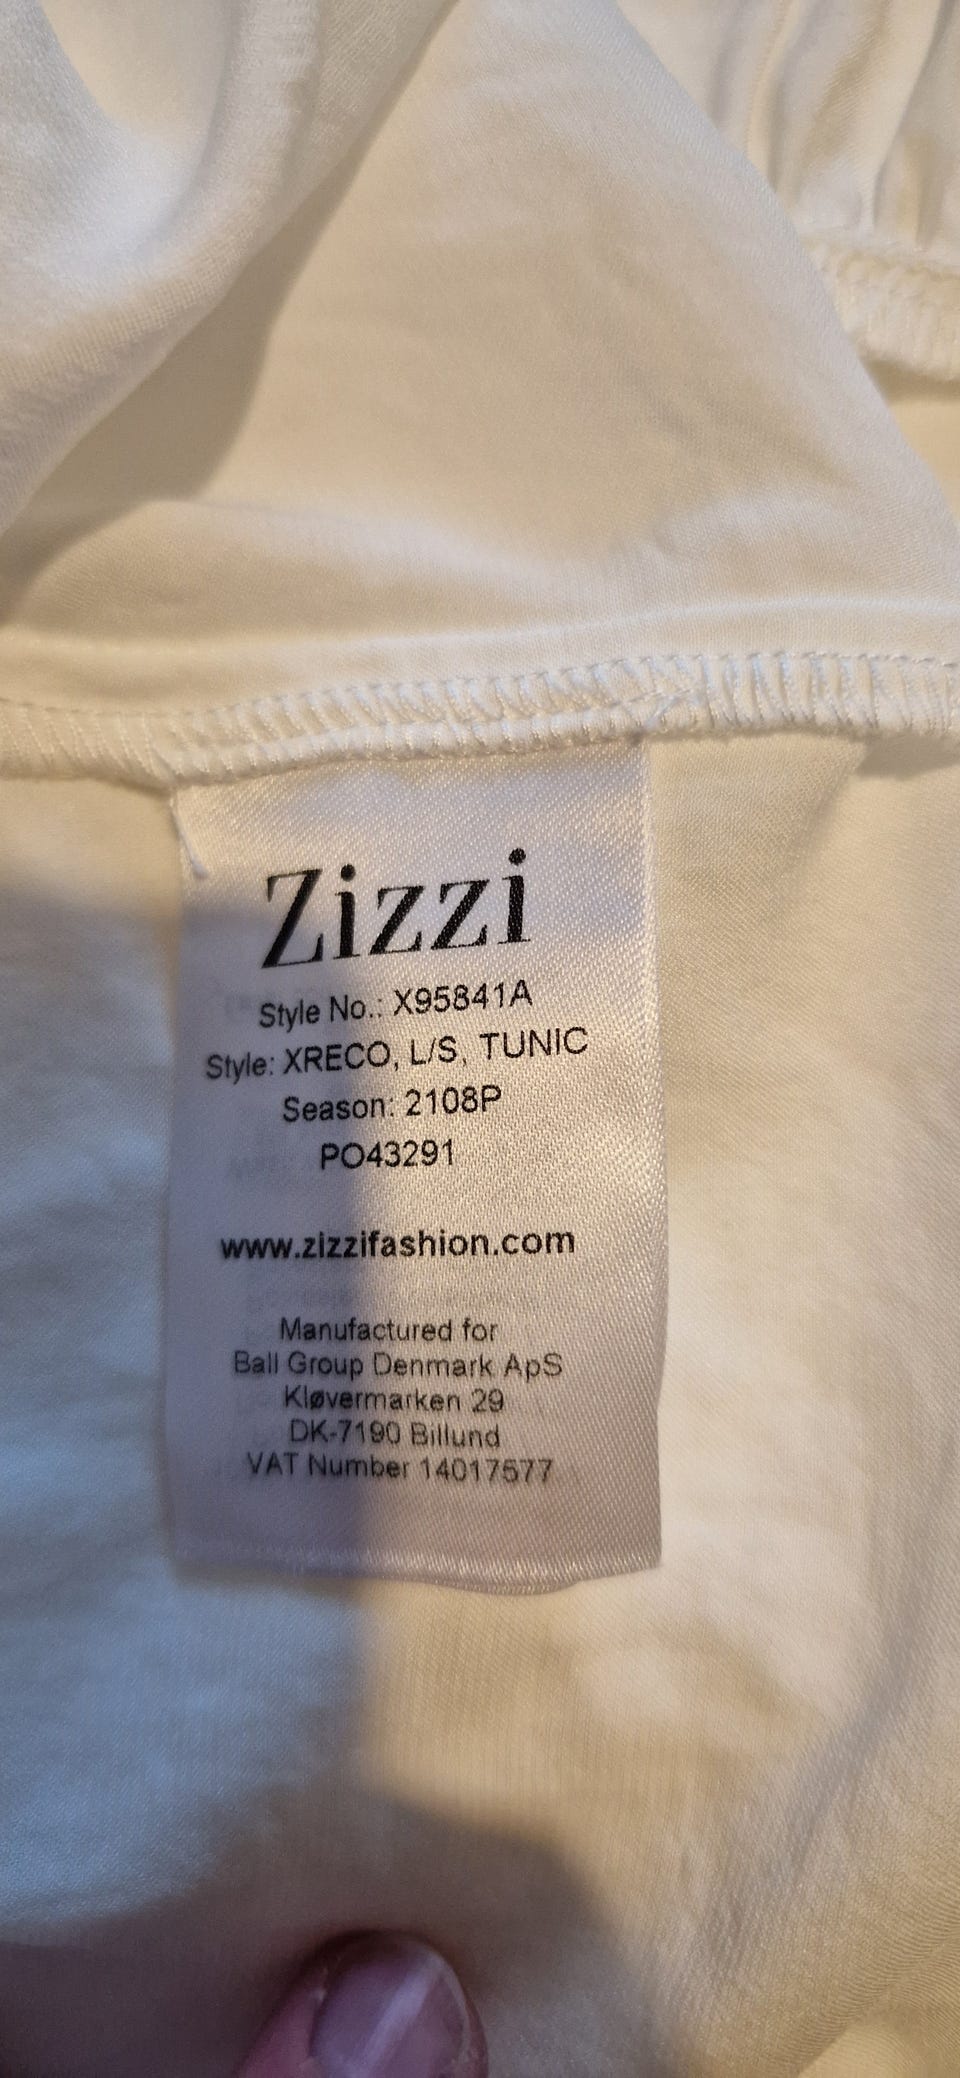 Zizzi
Style No.: X95841A
Style: XRECO, L/S, TUNIC
Season: 2108P
PO43291
www.zizzifashion.com
Manufactured for
Ball Group Denmark ApS
Kløvermarken 29
DK-7190 Billund
VAT Number 14017577